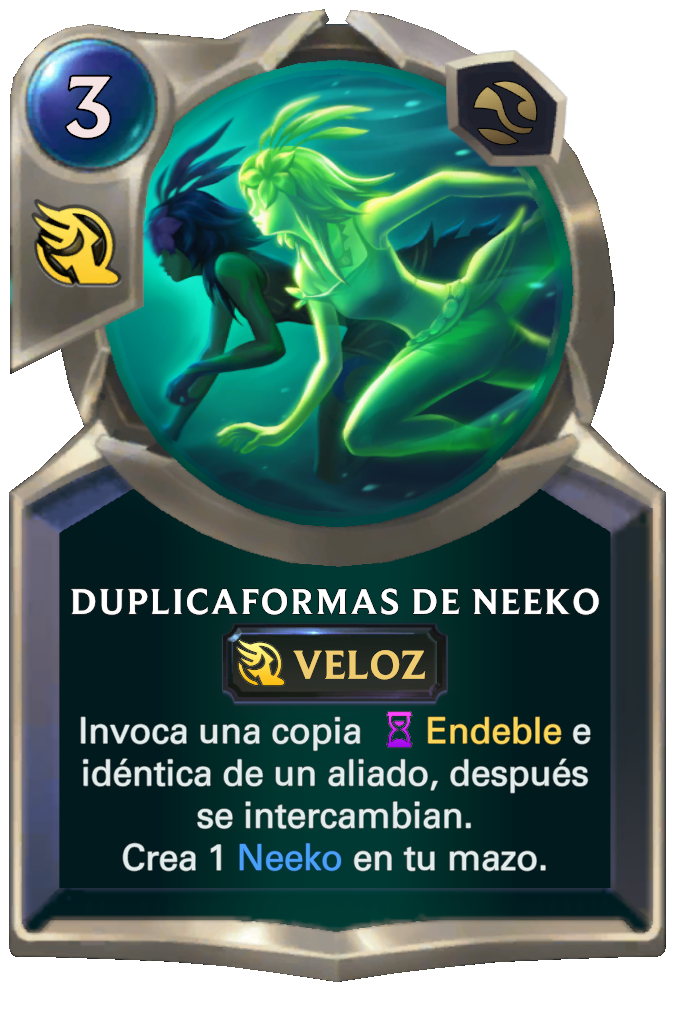 3
DUPLICAFORMAS DE NEEKO
VELOZ
Invoca una copia Endeble e
idéntica de un aliado, después
se intercambian.
Crea 1 Neeko en tu mazo.